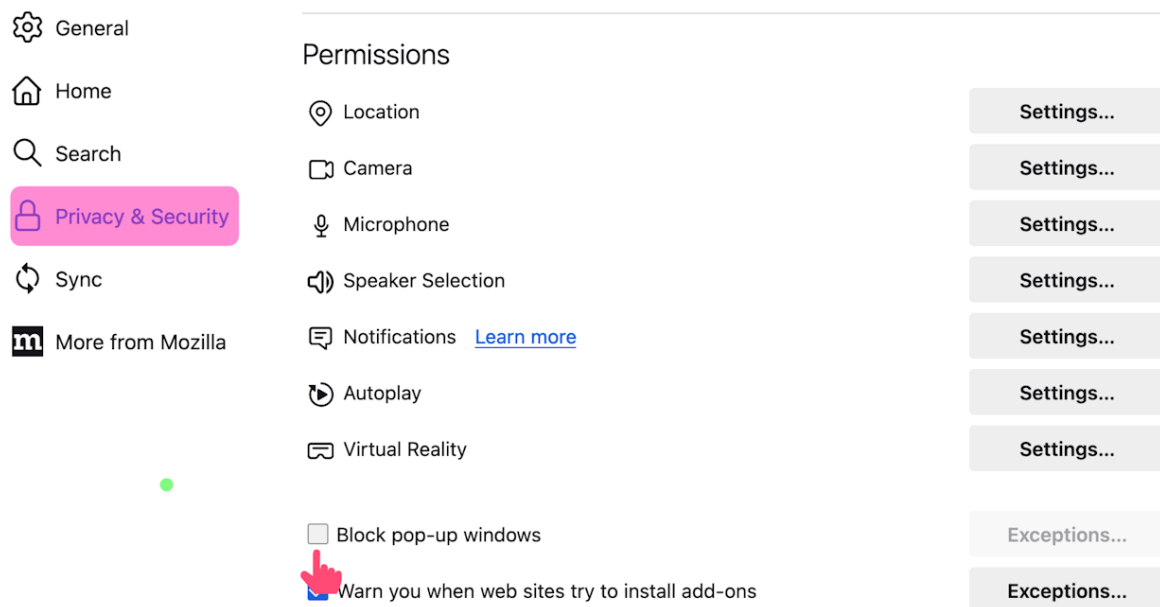 General
Home
Search
Privacy & Security
Sync
m More from Mozilla
Permissions
Location Settings...
Camera Settings...
Microphone Settings...
Speaker Selection Settings...
Notifications Learn more Settings...
Autoplay Settings...
Virtual Reality Settings...
Block pop-up windows Exceptions...
Warn you when web sites try to install add-ons Exceptions...